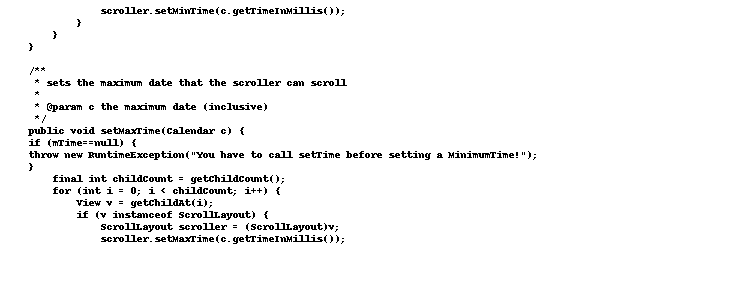 scroller.setMinTime(c.getTimeInMillis());
        }
    }
}

/**
 * sets the maximum date that the scroller can scroll
 *
 * @param c the maximum date (inclusive)
 */
public void setMaxTime(Calendar c) {
if (mTime==null) {
throw new RuntimeException("You have to call setTime before setting a MinimumTime!");
}
    final int childCount = getChildCount();
    for (int i = 0; i < childCount; i++) {
        View v = getChildAt(i);
        if (v instanceof ScrollLayout) {
            ScrollLayout scroller = (ScrollLayout)v;
            scroller.setMaxTime(c.getTimeInMillis());